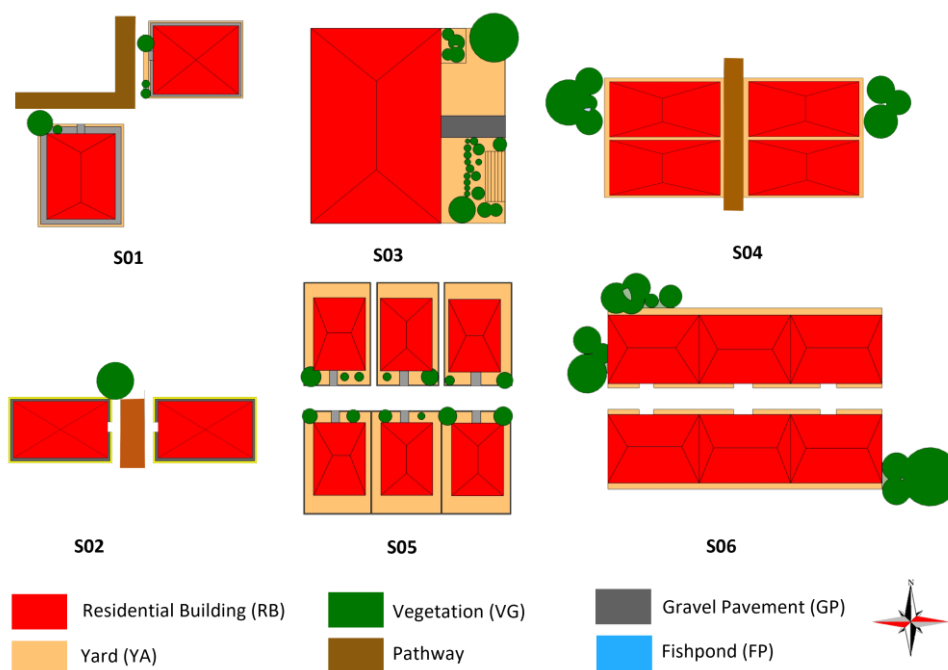 S01
S03
S04
S02
S05
S06
Residential Building (RB)
Vegetation (VG)
Gravel Pavement (GP)
Yard (YA)
Pathway
Fishpond (FP)
N